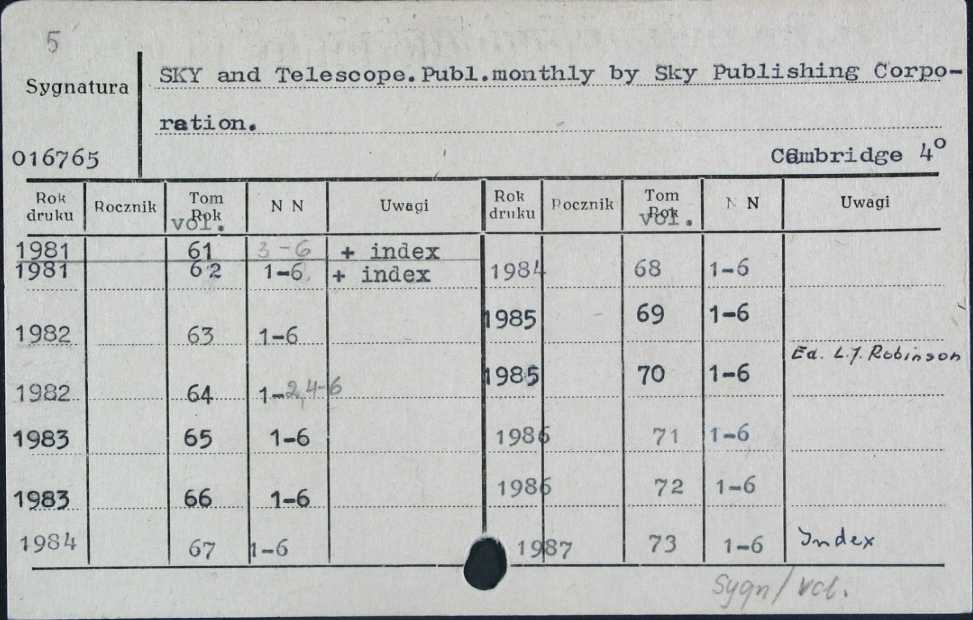 5
Sygnatura
SKY and Telescope.Publ.monthly by Sky Publishing Corpo-
ration.
016765
Cambridge 4°
Rok druku Rocznik Tom Rok vol. N N Uwagi Rok druku Rocznik Tom Rok vol. N N Uwagi
1981 61 3-6 + index
1981 62 1-6 + index 1984 68 1-6
1982 63 1-6 1985 69 1-6
1982 64 1-2,4-6 1985 70 1-6 Ed. L.J. Robinson
1983 65 1-6 1986 71 1-6
1983 66 1-6 1986 72 1-6
1984 67 1-6 1987 73 1-6 Index
Sygn/vol.